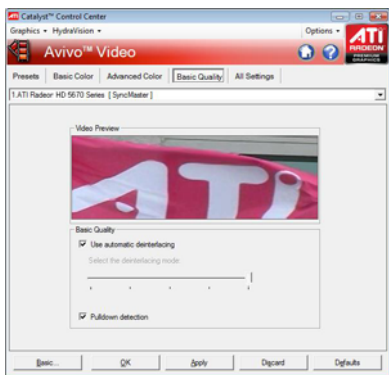 Catalyst™ Control Center
Graphics HydraVision Options
ATI
RADEON
PREMIUM
GRAPHICS
Avivo™ Video
Presets Basic Color Advanced Color Basic Quality All Settings
1.ATI Radeon HD 5670 Series [ SyncMaster ]
Video Preview
ATi
Basic Quality
Use automatic deinterlacing
Select the deinterlacing mode:
Pulldown detection
Basic... OK Apply Discard Defaults